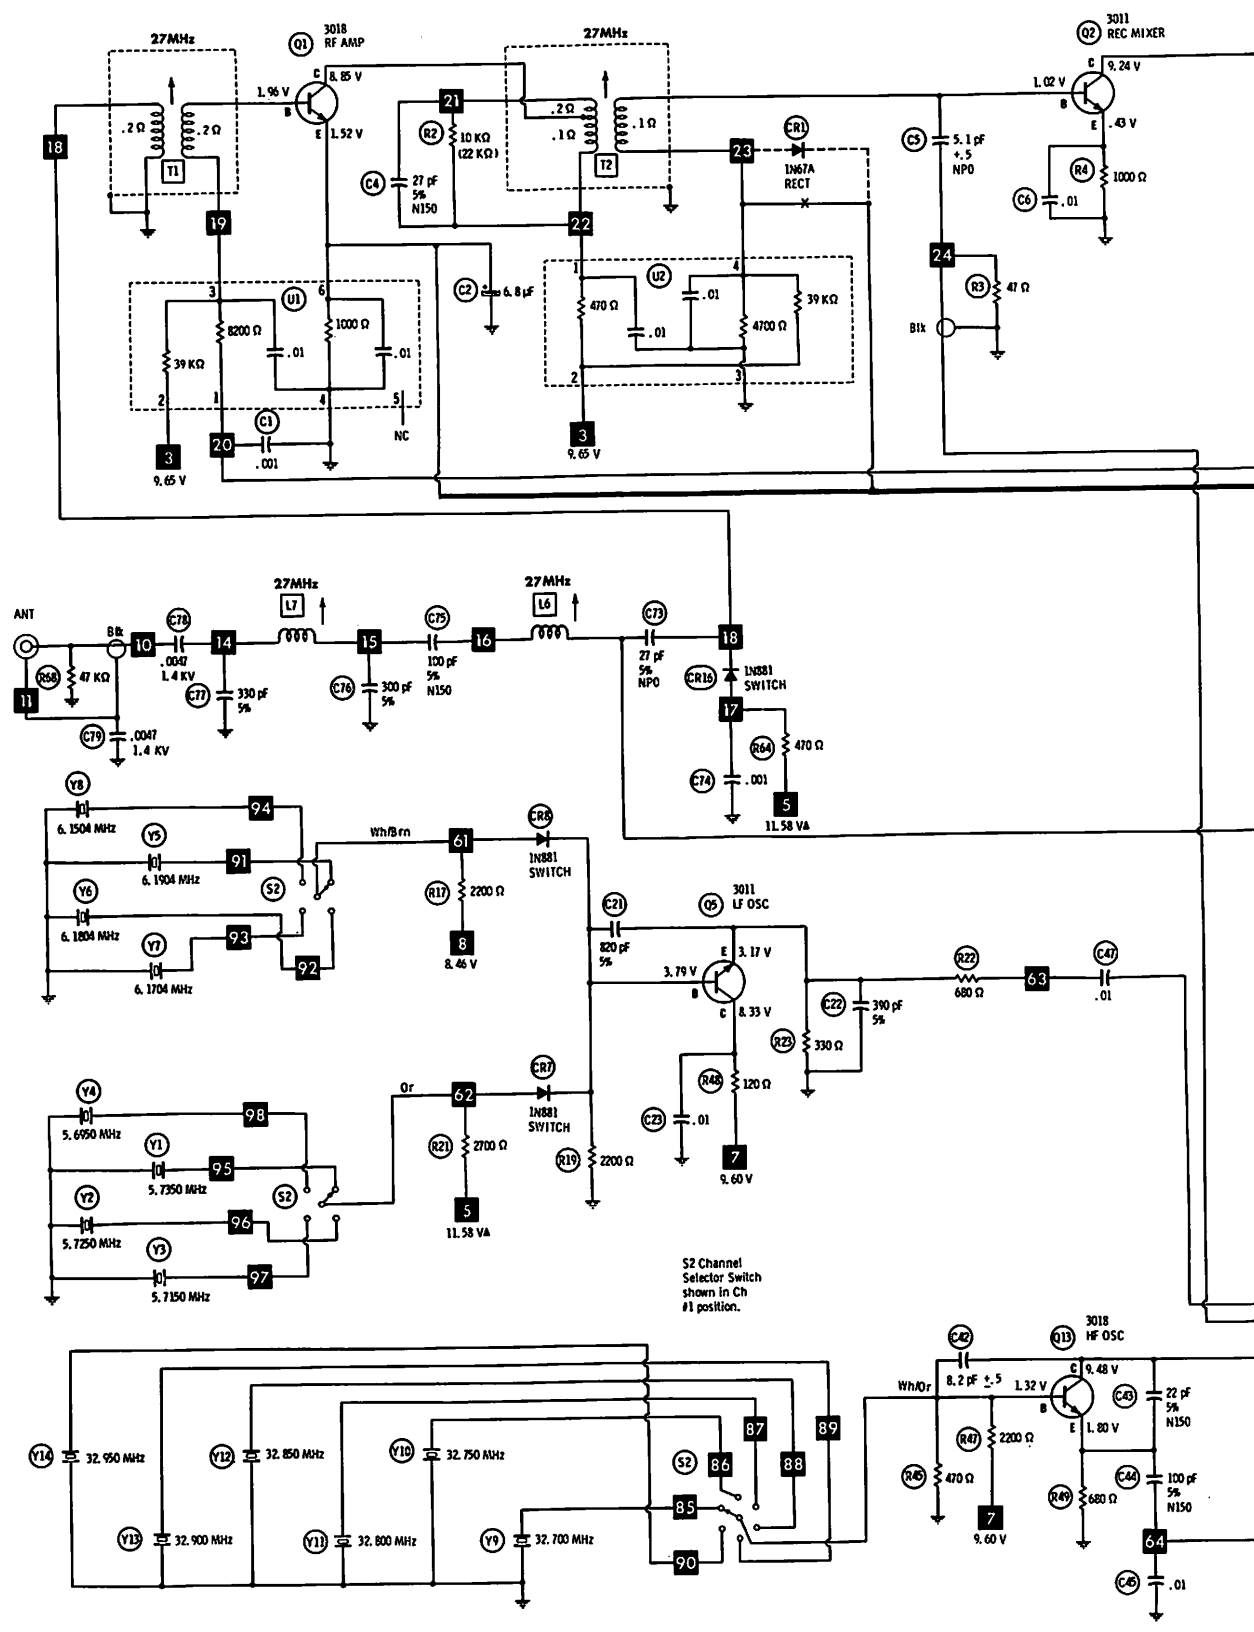 27MHz
Q1
3018
RF AMP
27MHz
Q2
3011
REC MIXER
C
8.85 V
1.96 V
B
E
1.52 V
.2Ω
.2Ω
T1
18
19
21
R2
10 KΩ
(22 KΩ)
C4
27 pF
5%
N150
.2Ω
.1Ω
.1Ω
T2
22
23
CR1
1N67A
RECT
C5
5.1 pF
+.5
NPO
C
9.24 V
1.02 V
B
E
.43 V
R4
1000 Ω
C6
.01
24
R3
47 Ω
Blk
3
U1
6
8200 Ω
.01
1000 Ω
.01
39 KΩ
2
1
4
5
NC
C2
+
6.8 µF
1
U2
4
470 Ω
.01
.01
4700 Ω
39 KΩ
2
3
3
9.65 V
20
C1
.001
3
9.65 V
ANT
Blk
10
C78
.0047
1.4 KV
14
27MHz
L7
15
C75
100 pF
5%
N150
16
27MHz
L6
C73
27 pF
5%
NPO
18
R68
47 KΩ
11
C79
.0047
1.4 KV
C77
330 pF
5%
C76
300 pF
5%
CR16
1N881
SWITCH
17
R64
470 Ω
C74
.001
5
11.58 V▲
Y8
6.1504 MHz
94
Y5
6.1904 MHz
91
Y6
6.1804 MHz
93
Y7
6.1704 MHz
92
S2
Wh/Brn
61
CR8
1N881
SWITCH
R17
2200 Ω
8
8.46 V
C21
820 pF
5%
Q5
3011
LF OSC
E
3.17 V
3.79 V
B
C
8.33 V
R22
680 Ω
63
C47
.01
C22
390 pF
5%
R23
330 Ω
R48
120 Ω
C23
.01
7
9.60 V
Y4
5.6950 MHz
98
Y1
5.7350 MHz
95
Y2
5.7250 MHz
96
Y3
5.7150 MHz
97
S2
Or
62
CR7
1N881
SWITCH
R21
2700 Ω
5
11.58 V▲
R19
2200 Ω
S2 Channel
Selector Switch
shown in Ch
#1 position.
Y14
32.950 MHz
Y13
32.900 MHz
Y12
32.850 MHz
Y11
32.800 MHz
Y10
32.750 MHz
Y9
32.700 MHz
S2
86
87
88
89
85
90
Wh/Or
C42
8.2 pF ±.5
Q13
3018
HF OSC
C
9.48 V
1.32 V
B
E
1.80 V
C43
22 pF
5%
N150
R45
470 Ω
R47
2200 Ω
7
9.60 V
R49
680 Ω
C44
100 pF
5%
N150
64
C45
.01